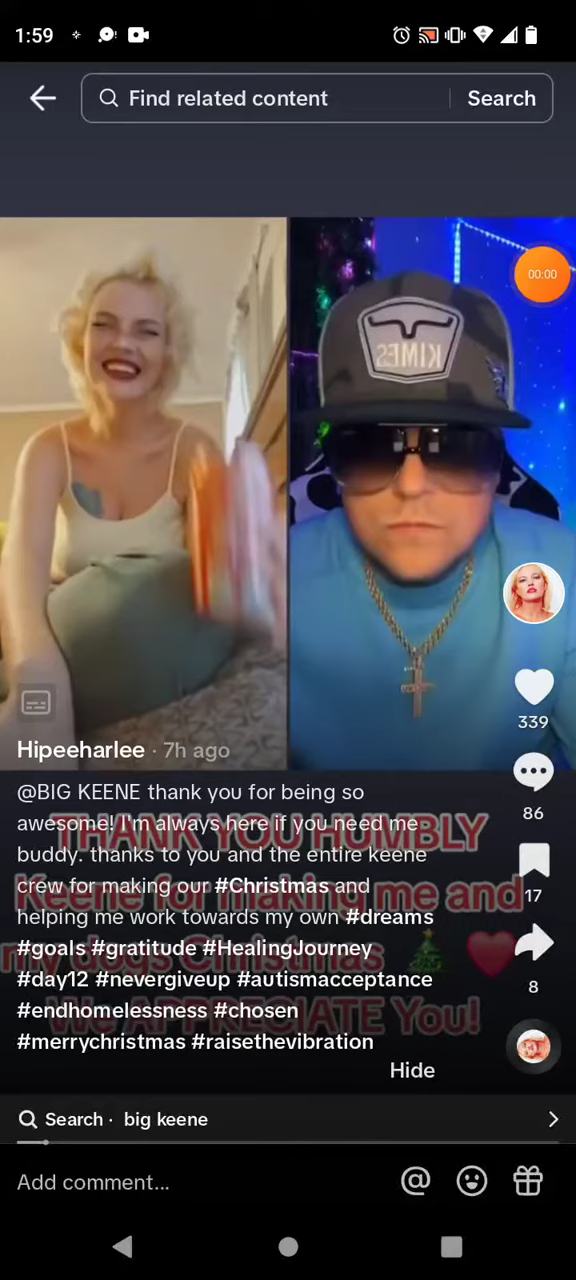 1:59
Find related content
Search
KIMES
00:00
339
Hipeeharlee · 7h ago
86
@BIG KEENE thank you for being so
awesome! I'm always here if you need me
buddy. thanks to you and the entire keene
crew for making our #Christmas and
helping me work towards my own #dreams
#goals #gratitude #HealingJourney
#day12 #nevergiveup #autismacceptance
#endhomelessness #chosen
#merrychristmas #raisethevibration
THANK YOU HUMBLY
Keene for making me and
my dogs Christmas 🎄 ❤️
We APPRECIATE You!
17
8
Hide
Search · big keene
Add comment...